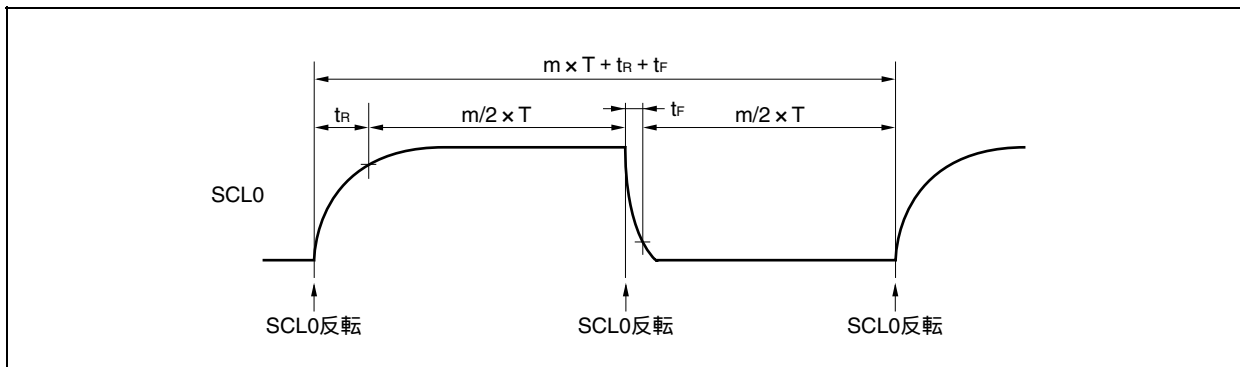 m × T + tR + tF
tR
m/2 × T
tF
m/2 × T
SCL0
SCL0反転
SCL0反転
SCL0反転